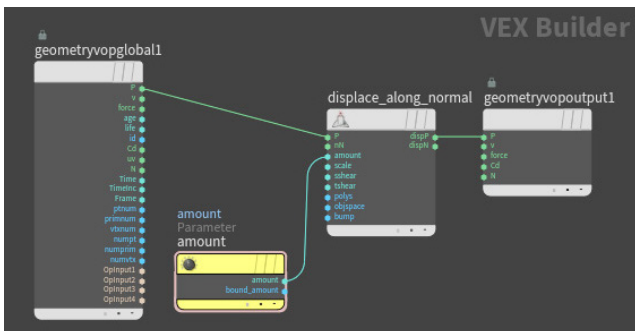 VEX Builder
geometryvopglobal1
P
v
force
age
life
id
Cd
uv
N
Time
TimeInc
Frame
ptnum
primnum
vtxnum
numpt
numprim
numvtx
OpInput1
OpInput2
OpInput3
OpInput4
amount
Parameter
amount
amount
bound_amount
displace_along_normal
P dispP
nN dispN
amount
scale
sshear
tshear
polys
objspace
bump
geometryvopoutput1
P
v
force
Cd
N